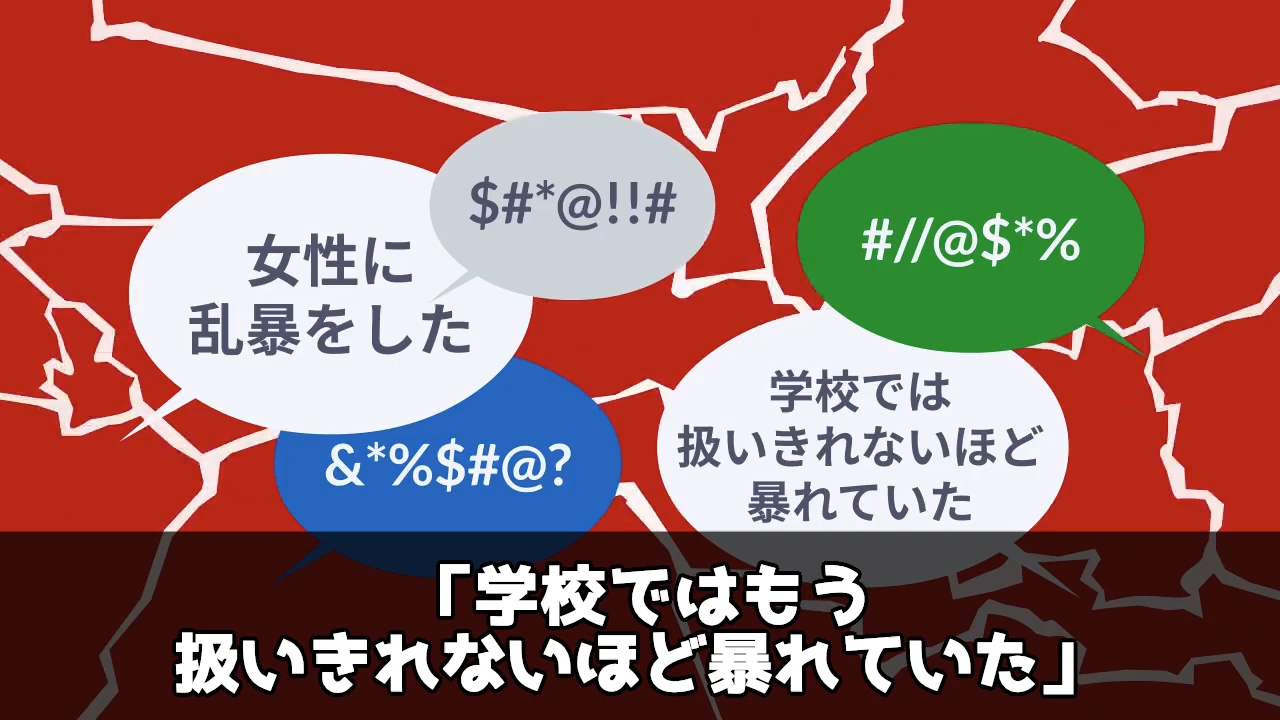 $#*@!!#
#//@$*%
女性に
乱暴をした
学校では
扱いきれないほど
暴れていた
&*%$#@?
「学校ではもう
扱いきれないほど暴れていた」